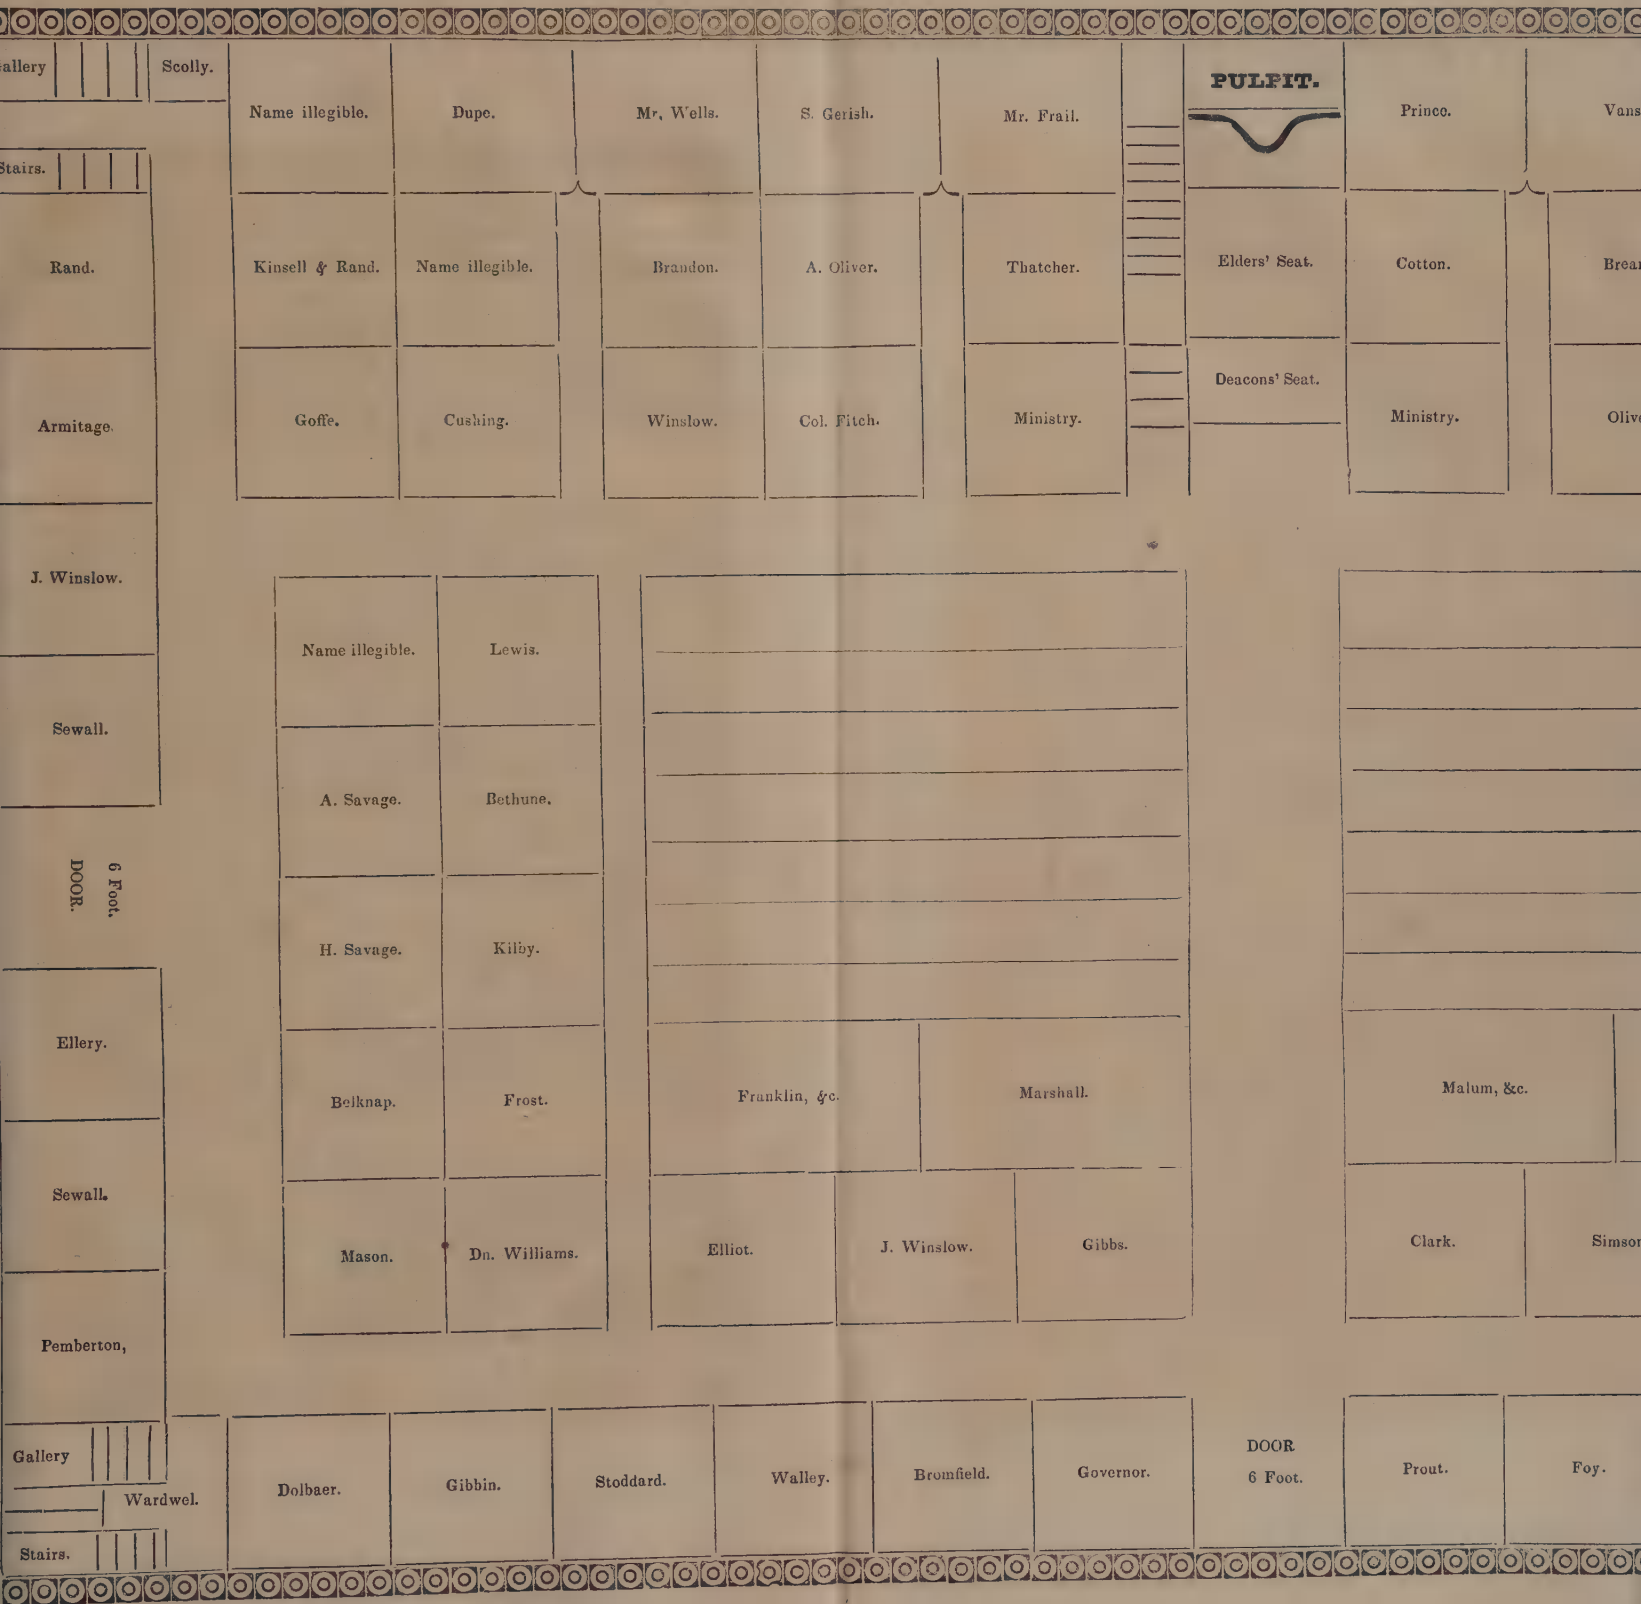 Gallery
Scolly.
Name illegible.
Dupe.
Mr. Wells.
S. Gerish.
Mr. Frail.
PULPIT.
Prince.
Vans
Stairs.
Rand.
Kinsell & Rand.
Name illegible.
Brandon.
A. Oliver.
Thatcher.
Elders' Seat.
Cotton.
Brea
Armitage.
Goffe.
Cushing.
Winslow.
Col. Fitch.
Ministry.
Deacons' Seat.
Ministry.
Olive
J. Winslow.
Name illegible.
Lewis.
Sewall.
A. Savage.
Bethune.
6 Foot.
DOOR.
H. Savage.
Kilby.
Ellery.
Belknap.
Frost.
Franklin, &c.
Marshall.
Malum, &c.
Sewall.
Mason.
Dn. Williams.
Elliot.
J. Winslow.
Gibbs.
Clark.
Simson
Pemberton,
Gallery
Wardwel.
Stairs.
Dolbaer.
Gibbin.
Stoddard.
Walley.
Bromfield.
Governor.
DOOR
6 Foot.
Prout.
Foy.